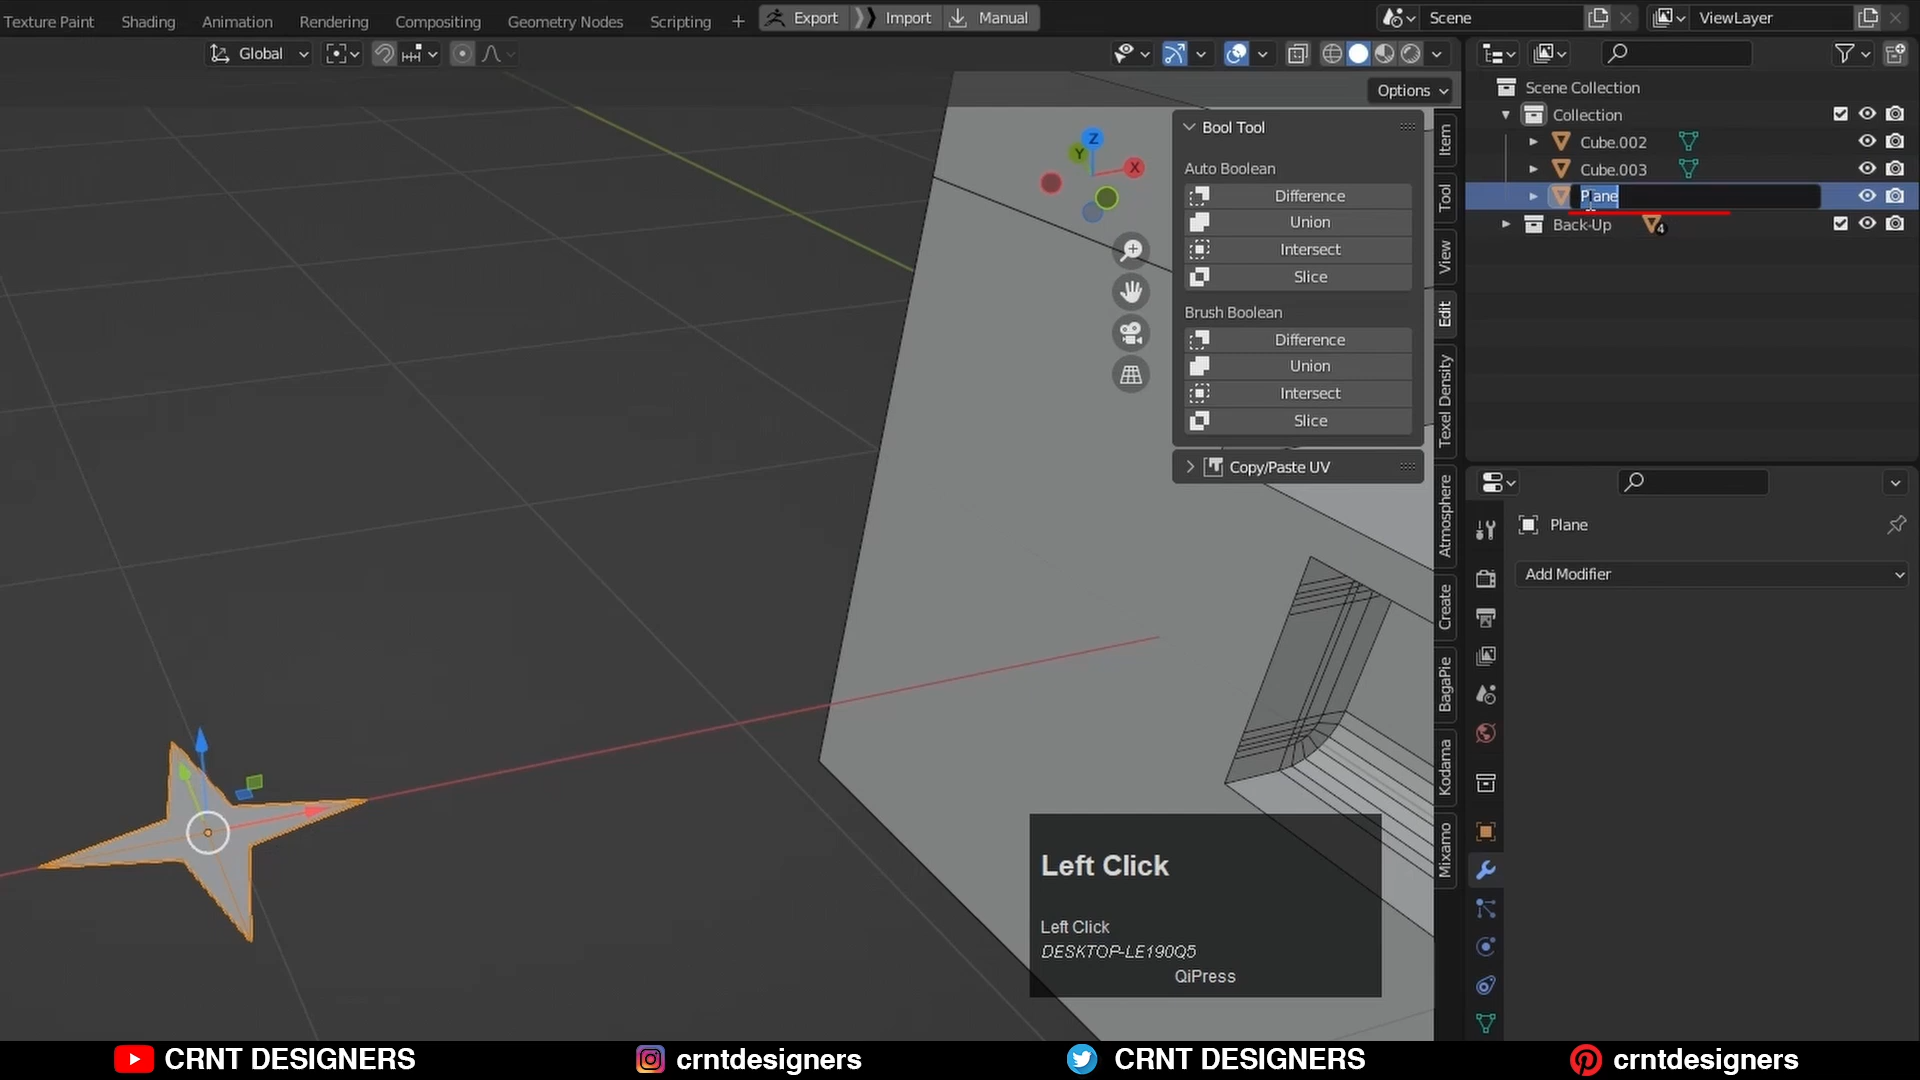 Texture Paint Shading Animation Rendering Compositing Geometry Nodes Scripting + Export Import Manual Scene ViewLayer
Global
Options
Scene Collection
Collection
Cube.002
Cube.003
Plane
Back-Up 4
Bool Tool
Auto Boolean
Difference
Union
Intersect
Slice
Brush Boolean
Difference
Union
Intersect
Slice
Copy/Paste UV
Z
Y
X
Item
Tool
View
Edit
Texel Density
Atmosphere
Create
BagaPie
Kodama
Mixamo
Plane
Add Modifier
Left Click
Left Click
DESKTOP-LE190Q5
QiPress
CRNT DESIGNERS crntdesigners CRNT DESIGNERS crntdesigners